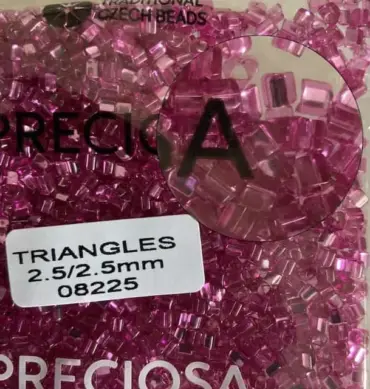 TRADITIONAL
CZECH BEADS
PRECIOSA
TRIANGLES
2.5/2.5mm
08225
PRECIOSA